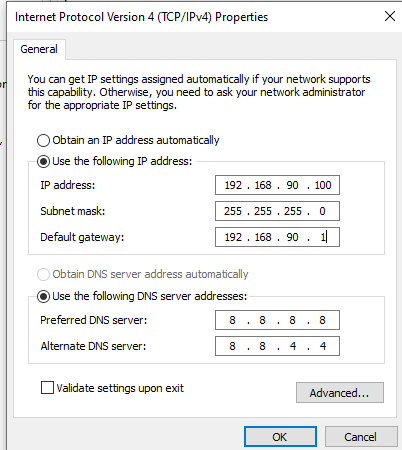 Internet Protocol Version 4 (TCP/IPv4) Properties
General
You can get IP settings assigned automatically if your network supports
this capability. Otherwise, you need to ask your network administrator
for the appropriate IP settings.
Obtain an IP address automatically
Use the following IP address:
IP address: 192 . 168 . 90 . 100
Subnet mask: 255 . 255 . 255 . 0
Default gateway: 192 . 168 . 90 . 1
Obtain DNS server address automatically
Use the following DNS server addresses:
Preferred DNS server: 8 . 8 . 8 . 8
Alternate DNS server: 8 . 8 . 4 . 4
Validate settings upon exit
Advanced...
OK Cancel